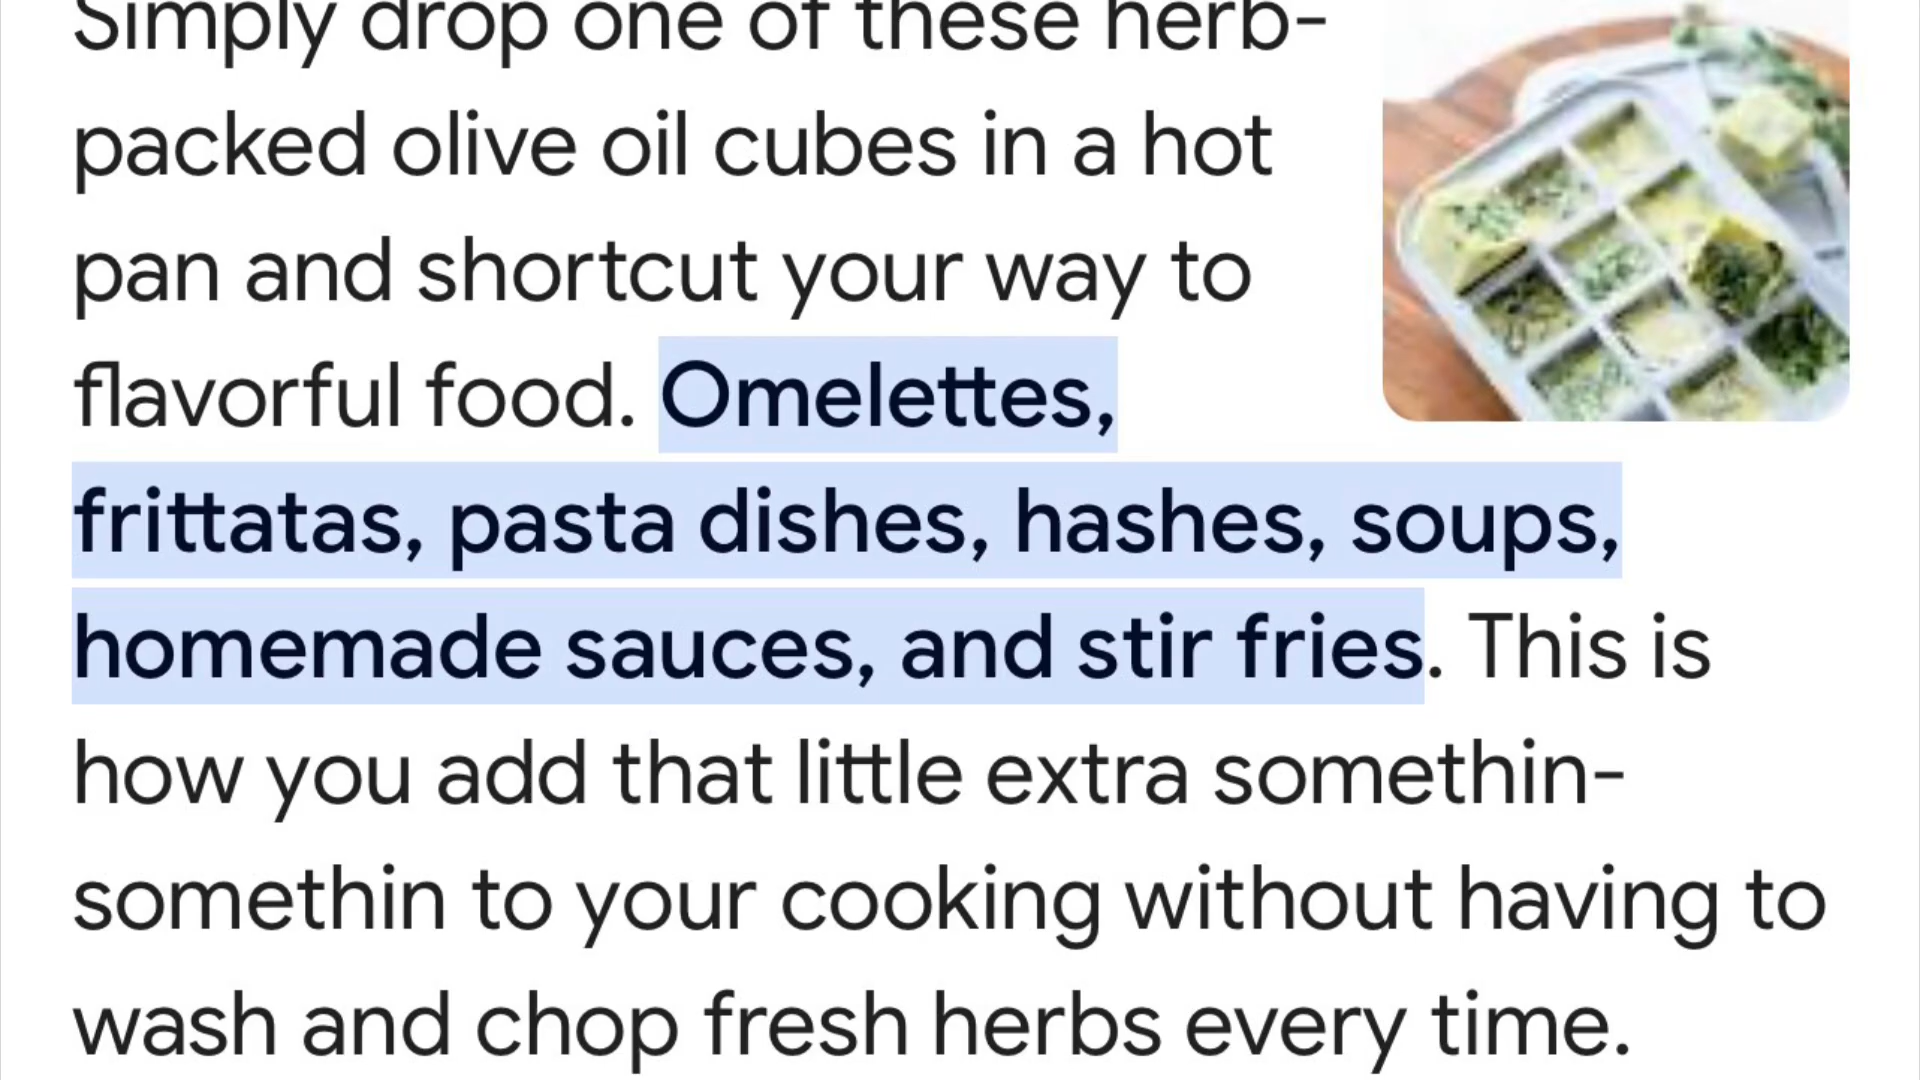 Simply drop one of these herb-
packed olive oil cubes in a hot
pan and shortcut your way to
flavorful food. Omelettes,
frittatas, pasta dishes, hashes, soups,
homemade sauces, and stir fries. This is
how you add that little extra somethin-
somethin to your cooking without having to
wash and chop fresh herbs every time.